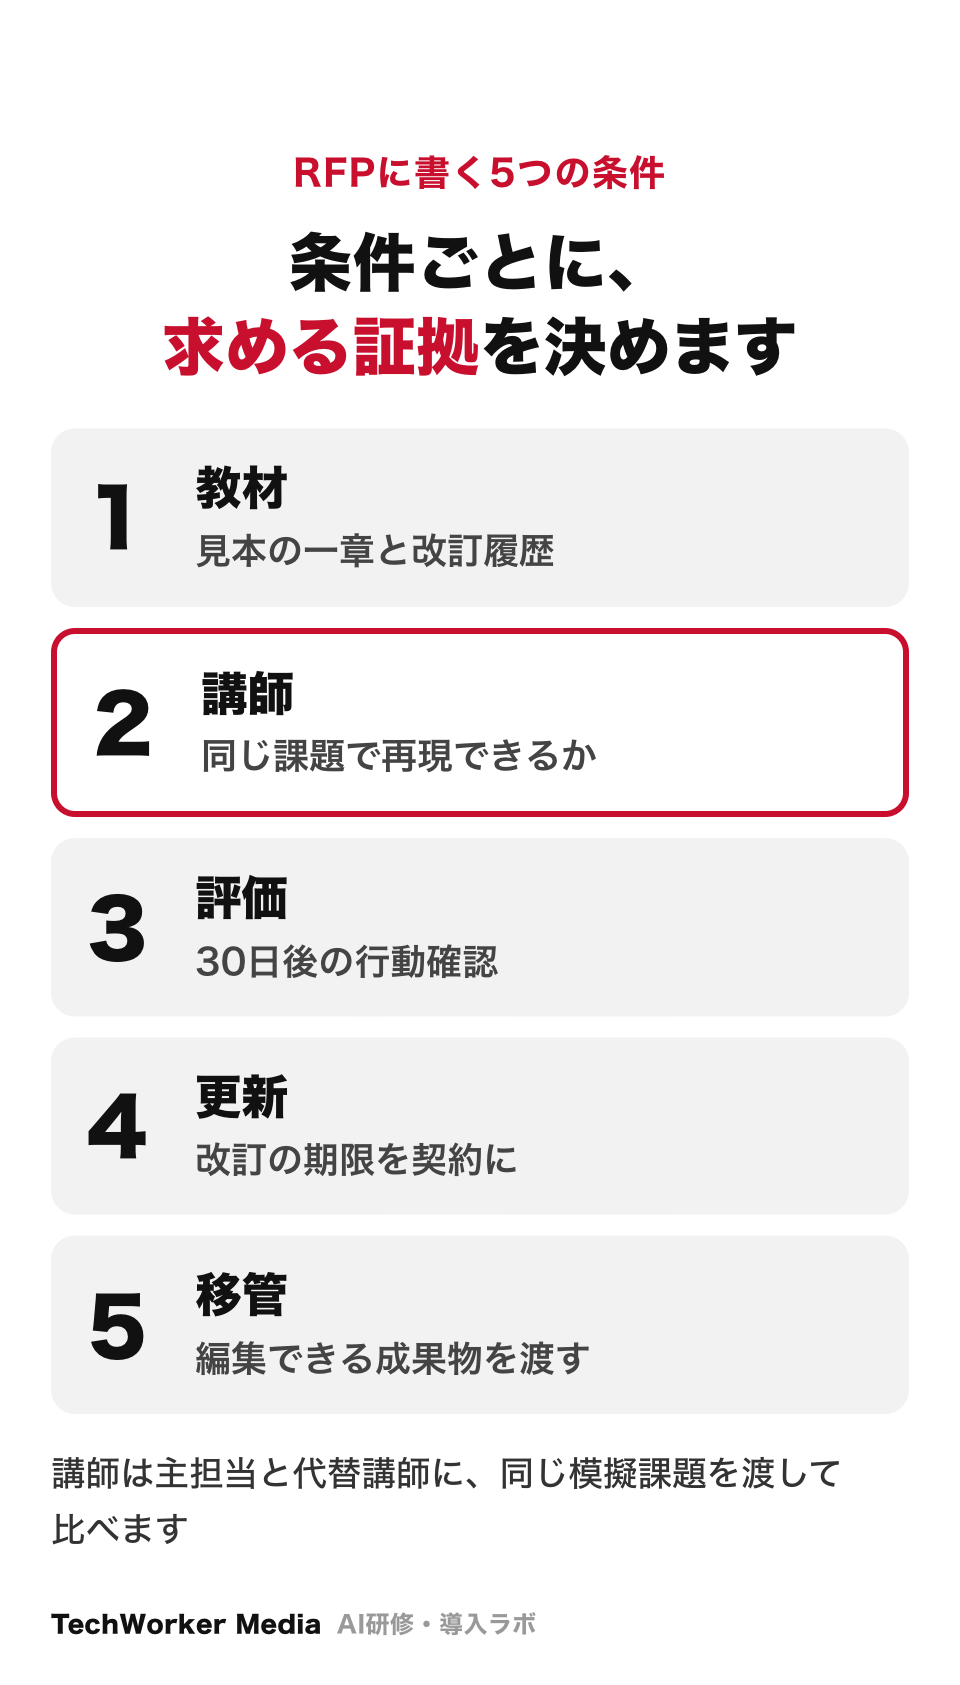 RFPに書く5つの条件
条件ごとに、
求める証拠を決めます
1
教材
見本の一章と改訂履歴
2
講師
同じ課題で再現できるか
3
評価
30日後の行動確認
4
更新
改訂の期限を契約に
5
移管
編集できる成果物を渡す
講師は主担当と代替講師に、同じ模擬課題を渡して
比べます
TechWorker Media AI研修・導入ラボ